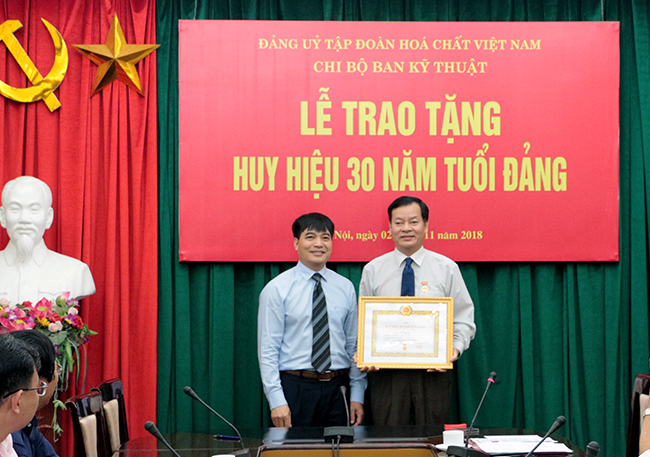 ĐẢNG UỶ TẬP ĐOÀN HOÁ CHẤT VIỆT NAM
CHI BỘ BAN KỸ THUẬT
LỄ TRAO TẶNG
HUY HIỆU 30 NĂM TUỔI ĐẢNG
Nội, ngày 02 11 năm 2018